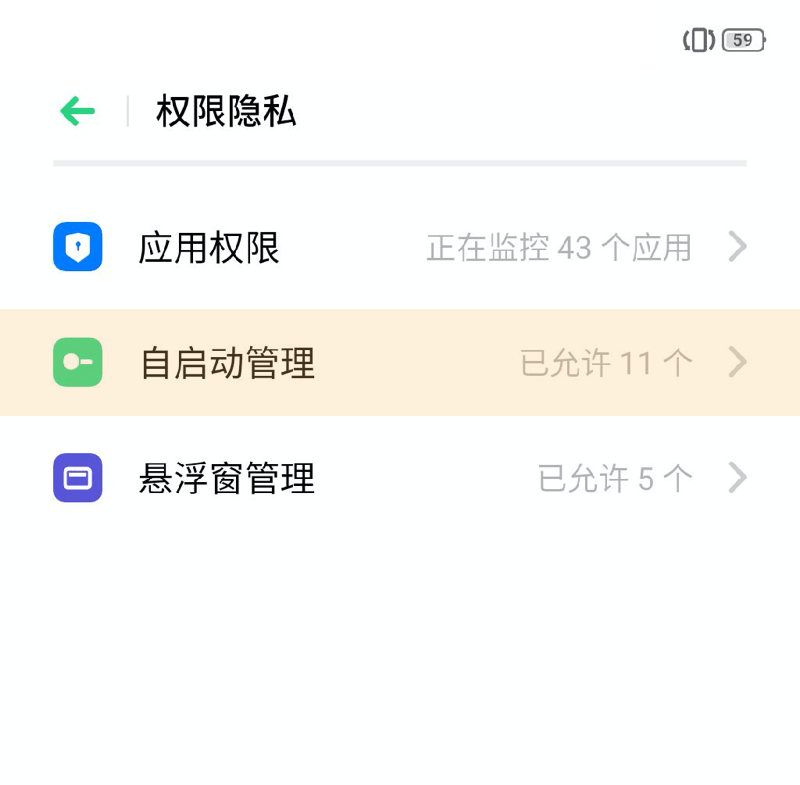 59
权限隐私
应用权限 正在监控 43 个应用
自启动管理 已允许 11 个
悬浮窗管理 已允许 5 个